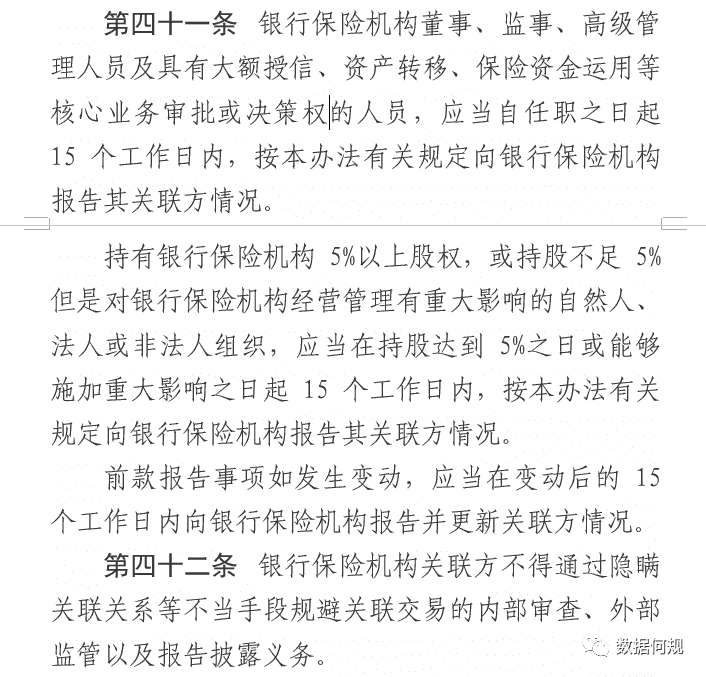 第四十一条 银行保险机构董事、监事、高级管
理人员及具有大额授信、资产转移、保险资金运用等
核心业务审批或决策权的人员，应当自任职之日起
15 个工作日内，按本办法有关规定向银行保险机构
报告其关联方情况。
持有银行保险机构 5%以上股权，或持股不足 5%
但是对银行保险机构经营管理有重大影响的自然人、
法人或非法人组织，应当在持股达到 5%之日或能够
施加重大影响之日起 15 个工作日内，按本办法有关
规定向银行保险机构报告其关联方情况。
前款报告事项如发生变动，应当在变动后的 15
个工作日内向银行保险机构报告并更新关联方情况。
第四十二条 银行保险机构关联方不得通过隐瞒
关联关系等不当手段规避关联交易的内部审查、外部
监管以及报告披露义务。
数据何规